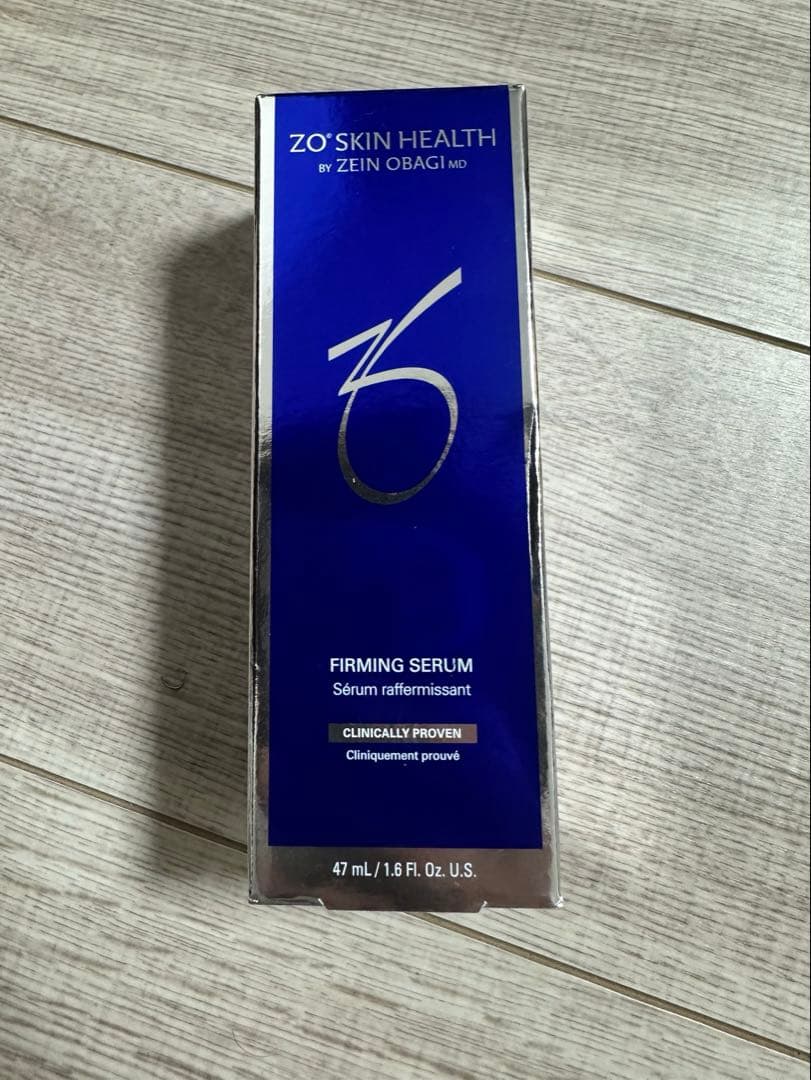 ZO® SKIN HEALTH
BY ZEIN OBAGI MD
FIRMING SERUM
Sérum raffermissant
CLINICALLY PROVEN
Cliniquement prouvé
47 mL / 1.6 Fl. Oz. U.S.